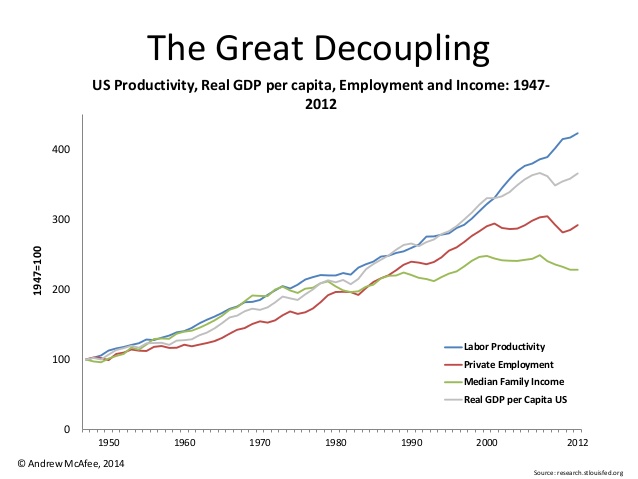 The Great Decoupling
US Productivity, Real GDP per capita, Employment and Income: 1947-
2012
400
300
200
100
0
1947=100
Labor Productivity
Private Employment
Median Family Income
Real GDP per Capita US
1950 1960 1970 1980 1990 2000 2012
© Andrew McAfee, 2014
Source: research.stlouisfed.org